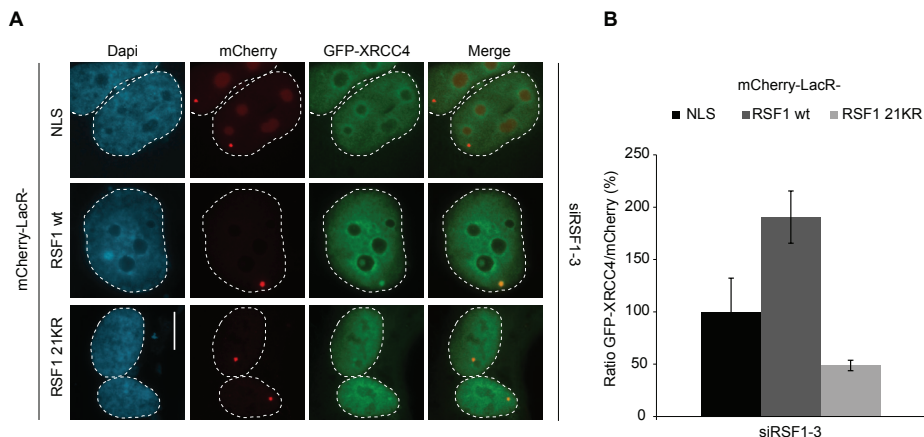 A
Dapi mCherry GFP-XRCC4 Merge
mCherry-LacR-
NLS
RSF1 wt
RSF1 21KR
siRSF1-3
B
mCherry-LacR-
NLS RSF1 wt RSF1 21KR
Ratio GFP-XRCC4/mCherry (%)
250
200
150
100
50
0
siRSF1-3